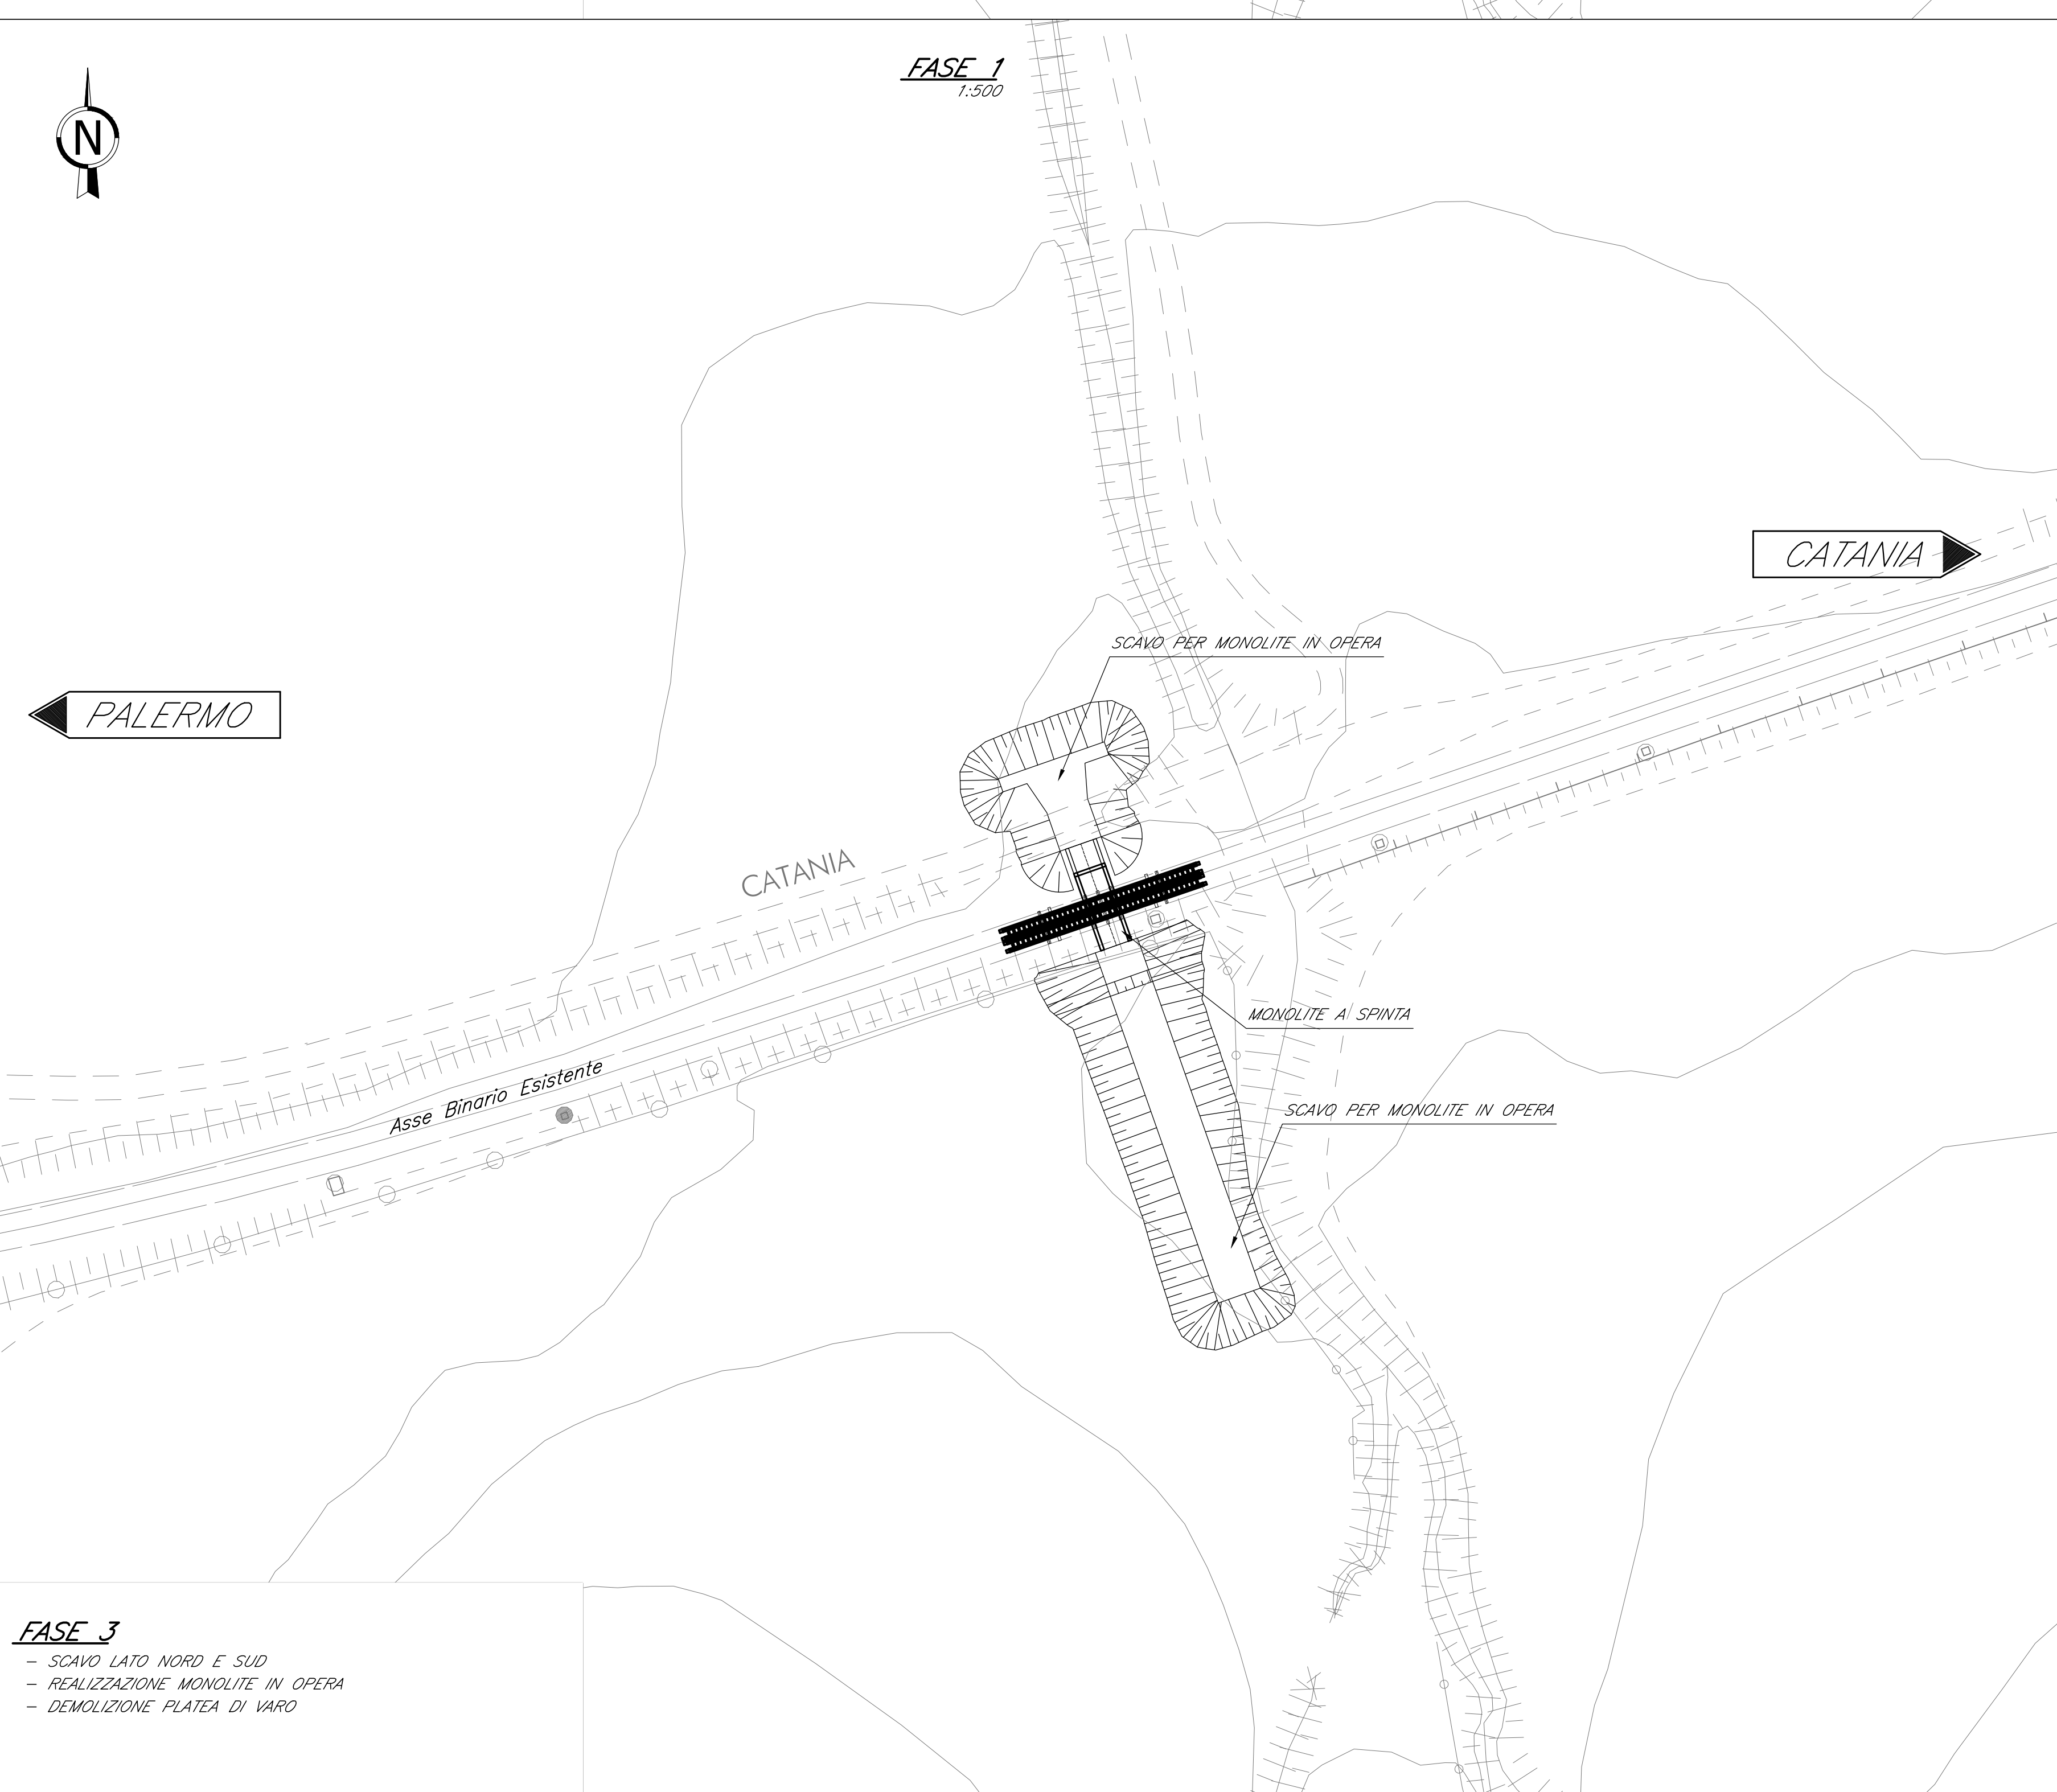 FASE 1
1:500
N
CATANIA
SCAVO PER MONOLITE IN OPERA
PALERMO
CATANIA
MONOLITE A SPINTA
Asse Binario Esistente
SCAVO PER MONOLITE IN OPERA
FASE 3
- SCAVO LATO NORD E SUD
- REALIZZAZIONE MONOLITE IN OPERA
- DEMOLIZIONE PLATEA DI VARO